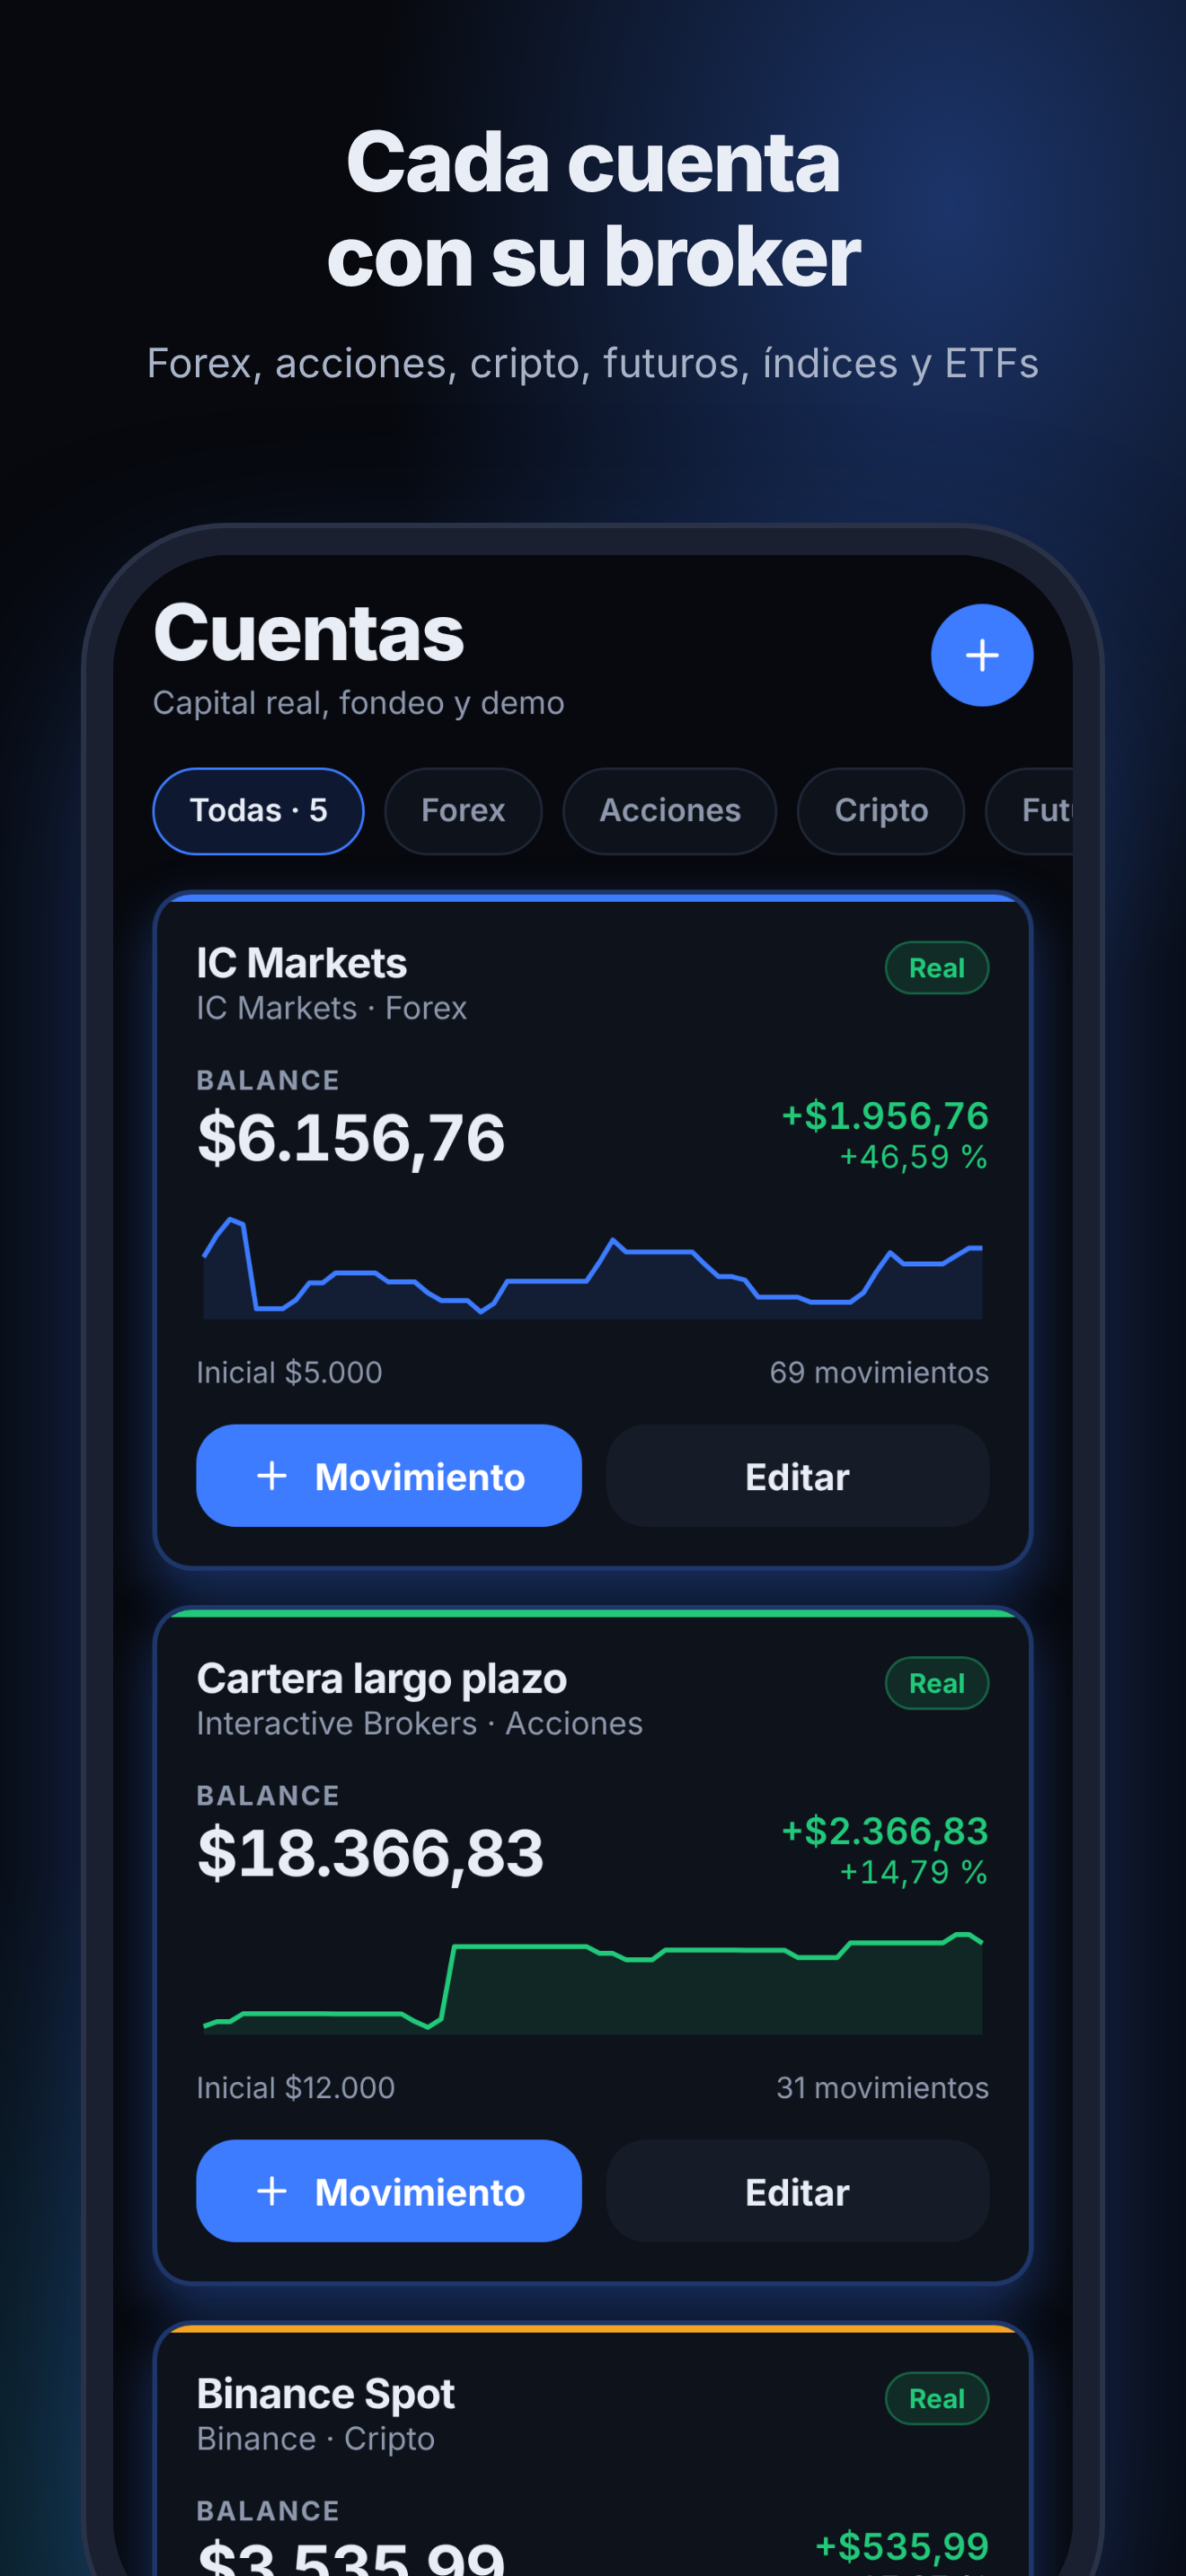 Cada cuenta
con su broker
Forex, acciones, cripto, futuros, índices y ETFs
Cuentas
Capital real, fondeo y demo
+
Todas · 5
Forex
Acciones
Cripto
IC Markets
Real
IC Markets · Forex
BALANCE
$6.156,76
+$1.956,76
+46,59 %
Inicial $5.000
69 movimientos
+ Movimiento
Editar
Cartera largo plazo
Real
Interactive Brokers · Acciones
BALANCE
$18.366,83
+$2.366,83
+14,79 %
Inicial $12.000
31 movimientos
+ Movimiento
Editar
Binance Spot
Real
Binance · Cripto
BALANCE
$3.535,99
+$535,99